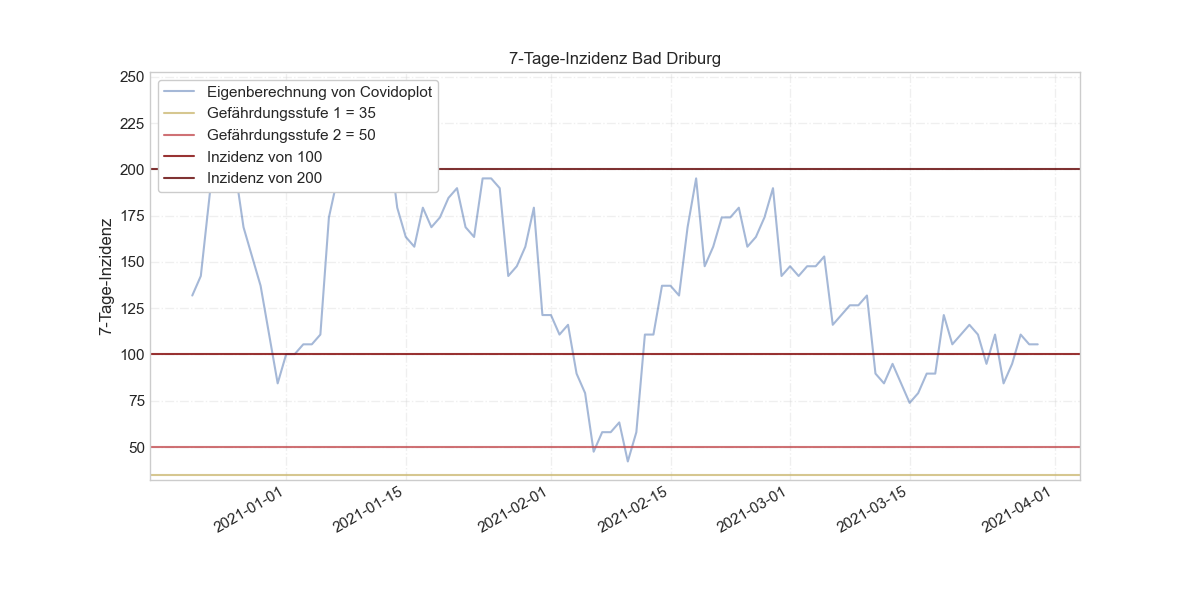 7-Tage-Inzidenz Bad Driburg
250
225
200
175
150
125
100
75
50
7-Tage-Inzidenz
Eigenberechnung von Covidoplot
Gefährdungsstufe 1 = 35
Gefährdungsstufe 2 = 50
Inzidenz von 100
Inzidenz von 200
2021-01-01
2021-01-15
2021-02-01
2021-02-15
2021-03-01
2021-03-15
2021-04-01